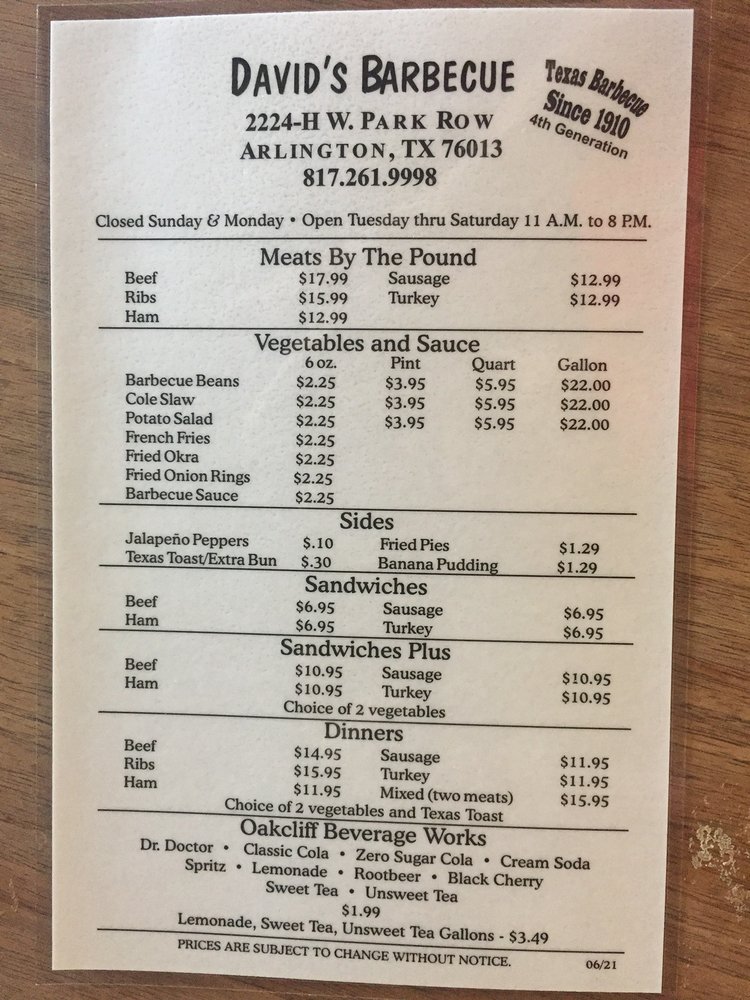 DAVID'S BARBECUE
Texas Barbecue
Since 1910
4th Generation
2224-H W. PARK ROW
ARLINGTON, TX 76013
817.261.9998
Closed Sunday & Monday • Open Tuesday thru Saturday 11 A.M. to 8 P.M.
Meats By The Pound
Beef $17.99 Sausage $12.99
Ribs $15.99 Turkey $12.99
Ham $12.99
Vegetables and Sauce
6 oz. Pint Quart Gallon
Barbecue Beans $2.25 $3.95 $5.95 $22.00
Cole Slaw $2.25 $3.95 $5.95 $22.00
Potato Salad $2.25 $3.95 $5.95 $22.00
French Fries $2.25
Fried Okra $2.25
Fried Onion Rings $2.25
Barbecue Sauce $2.25
Sides
Jalapeño Peppers $.10 Fried Pies $1.29
Texas Toast/Extra Bun $.30 Banana Pudding $1.29
Sandwiches
Beef $6.95 Sausage $6.95
Ham $6.95 Turkey $6.95
Sandwiches Plus
Beef $10.95 Sausage $10.95
Ham $10.95 Turkey $10.95
Choice of 2 vegetables
Dinners
Beef $14.95 Sausage $11.95
Ribs $15.95 Turkey $11.95
Ham $11.95 Mixed (two meats) $15.95
Choice of 2 vegetables and Texas Toast
Oakcliff Beverage Works
Dr. Doctor • Classic Cola • Zero Sugar Cola • Cream Soda
Spritz • Lemonade • Rootbeer • Black Cherry
Sweet Tea • Unsweet Tea
$1.99
Lemonade, Sweet Tea, Unsweet Tea Gallons - $3.49
PRICES ARE SUBJECT TO CHANGE WITHOUT NOTICE. 06/21